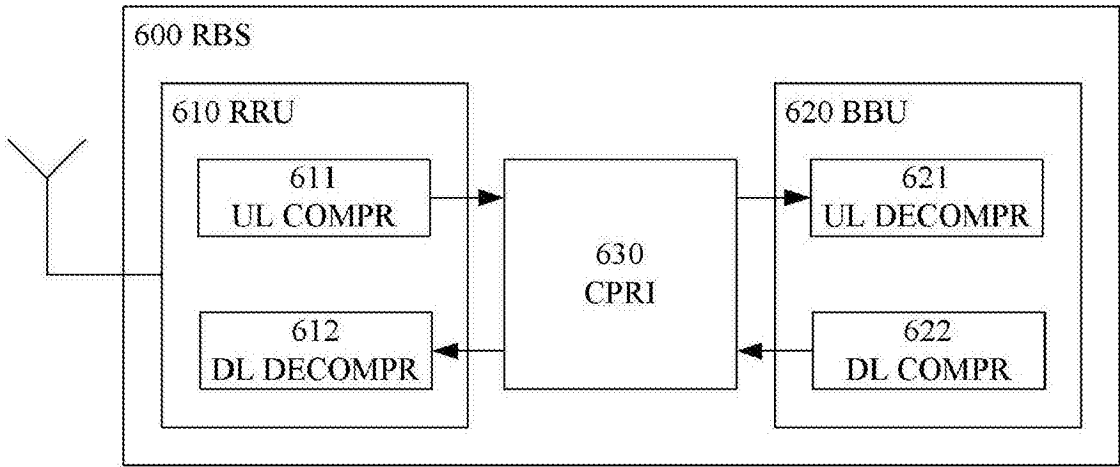 600 RBS
610 RRU
620 BBU
611
UL COMPR
621
UL DECOMPR
630
CPRI
612
DL DECOMPR
622
DL COMPR